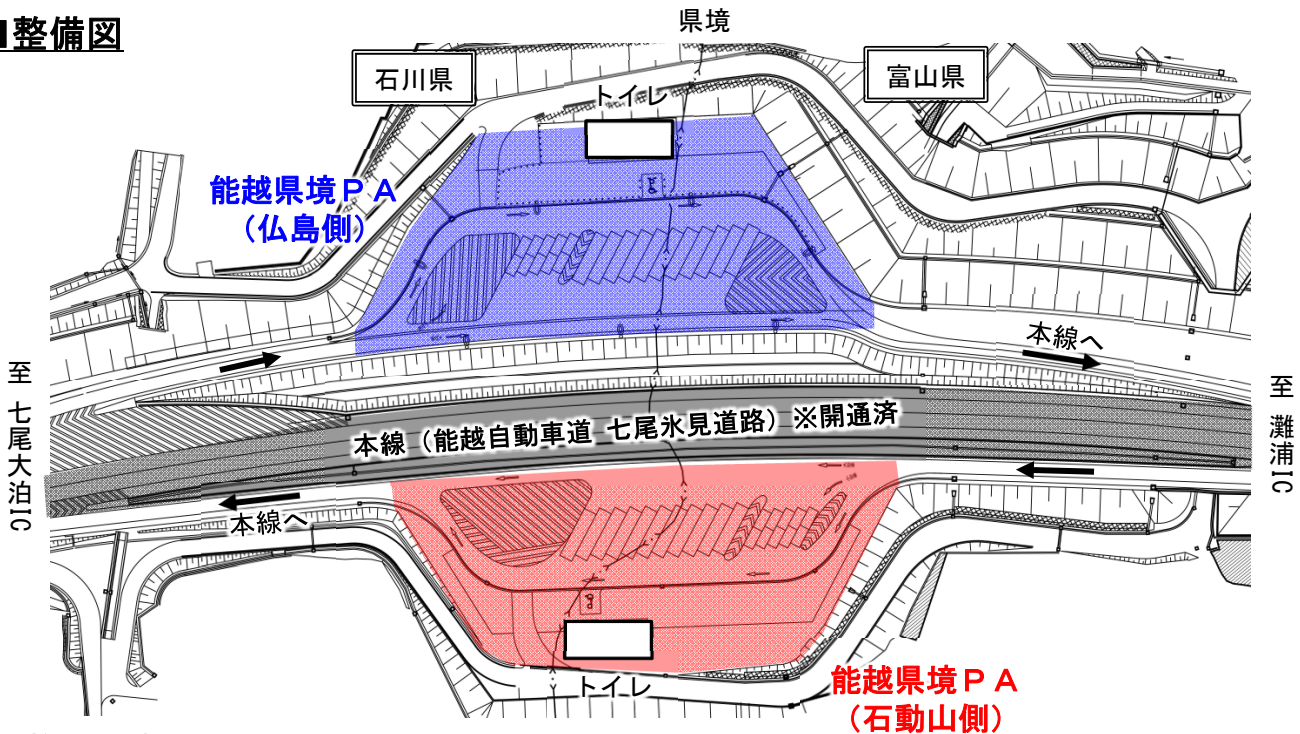 ■整備図
県境
石川県
富山県
トイレ
能越県境PA
（仏島側）
本線へ
至 七尾大泊IC
本線（能越自動車道 七尾氷見道路）※開通済
至 灘浦IC
本線へ
トイレ
能越県境PA
（石動山側）